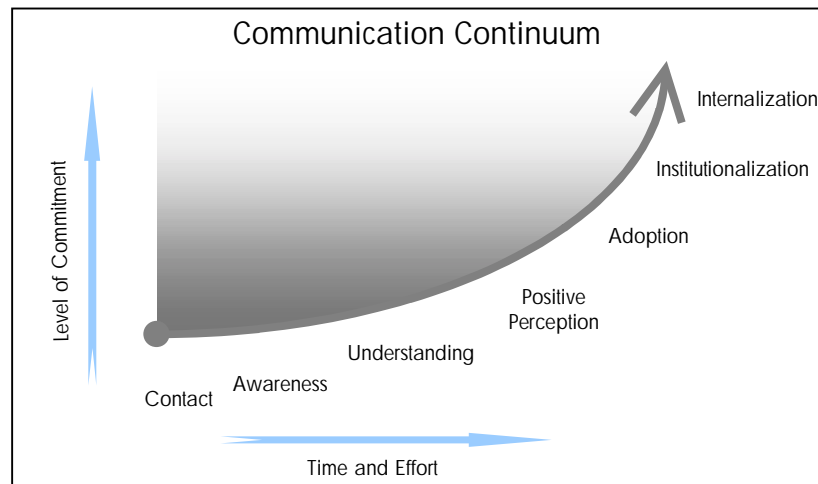 Communication Continuum
Internalization
Institutionalization
Adoption
Positive
Perception
Understanding
Awareness
Contact
Level of Commitment
Time and Effort